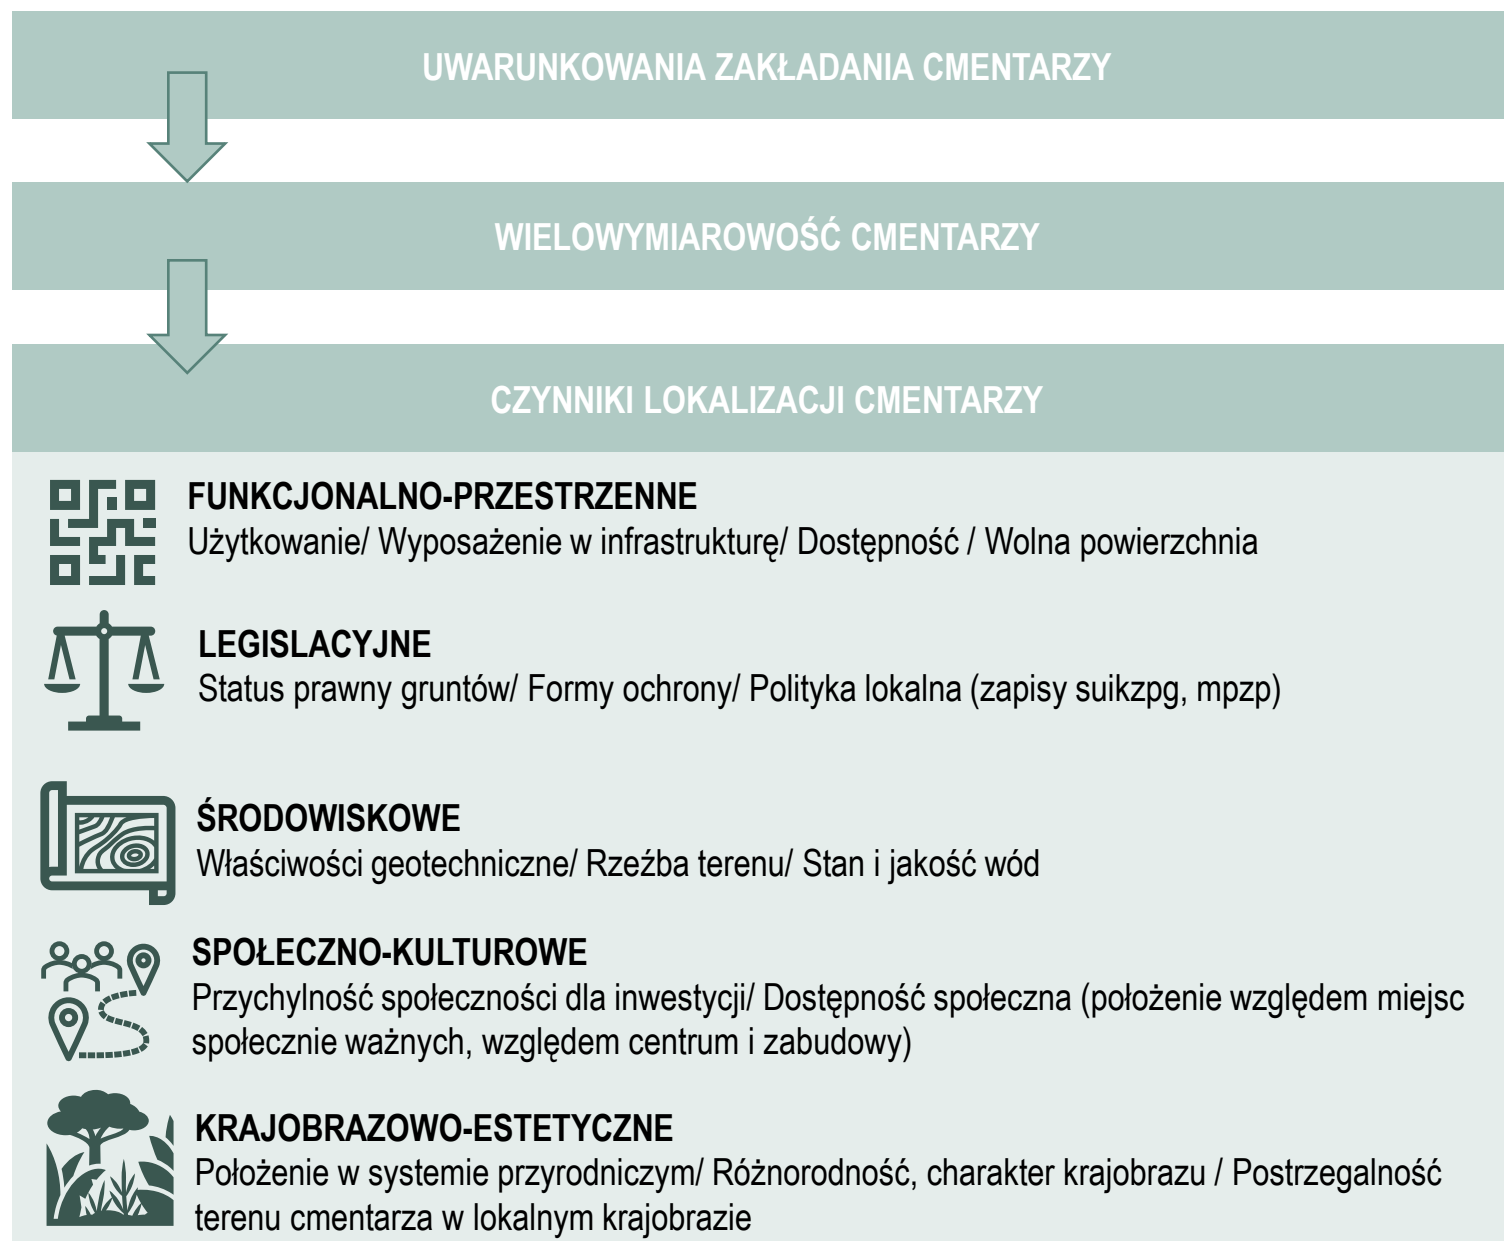 UWARUNKOWANIA ZAKŁADANIA CMENTARZY
WIELOWYMIAROWOŚĆ CMENTARZY
CZYNNIKI LOKALIZACJI CMENTARZY
FUNKCJONALNO-PRZESTRZENNE
Użytkowanie/ Wyposażenie w infrastrukturę/ Dostępność / Wolna powierzchnia
LEGISLACYJNE
Status prawny gruntów/ Formy ochrony/ Polityka lokalna (zapisy suikzpg, mpzp)
ŚRODOWISKOWE
Właściwości geotechniczne/ Rzeźba terenu/ Stan i jakość wód
SPOŁECZNO-KULTUROWE
Przychylność społeczności dla inwestycji/ Dostępność społeczna (położenie względem miejsc
społecznie ważnych, względem centrum i zabudowy)
KRAJOBRAZOWO-ESTETYCZNE
Położenie w systemie przyrodniczym/ Różnorodność, charakter krajobrazu / Postrzegalność
terenu cmentarza w lokalnym krajobrazie